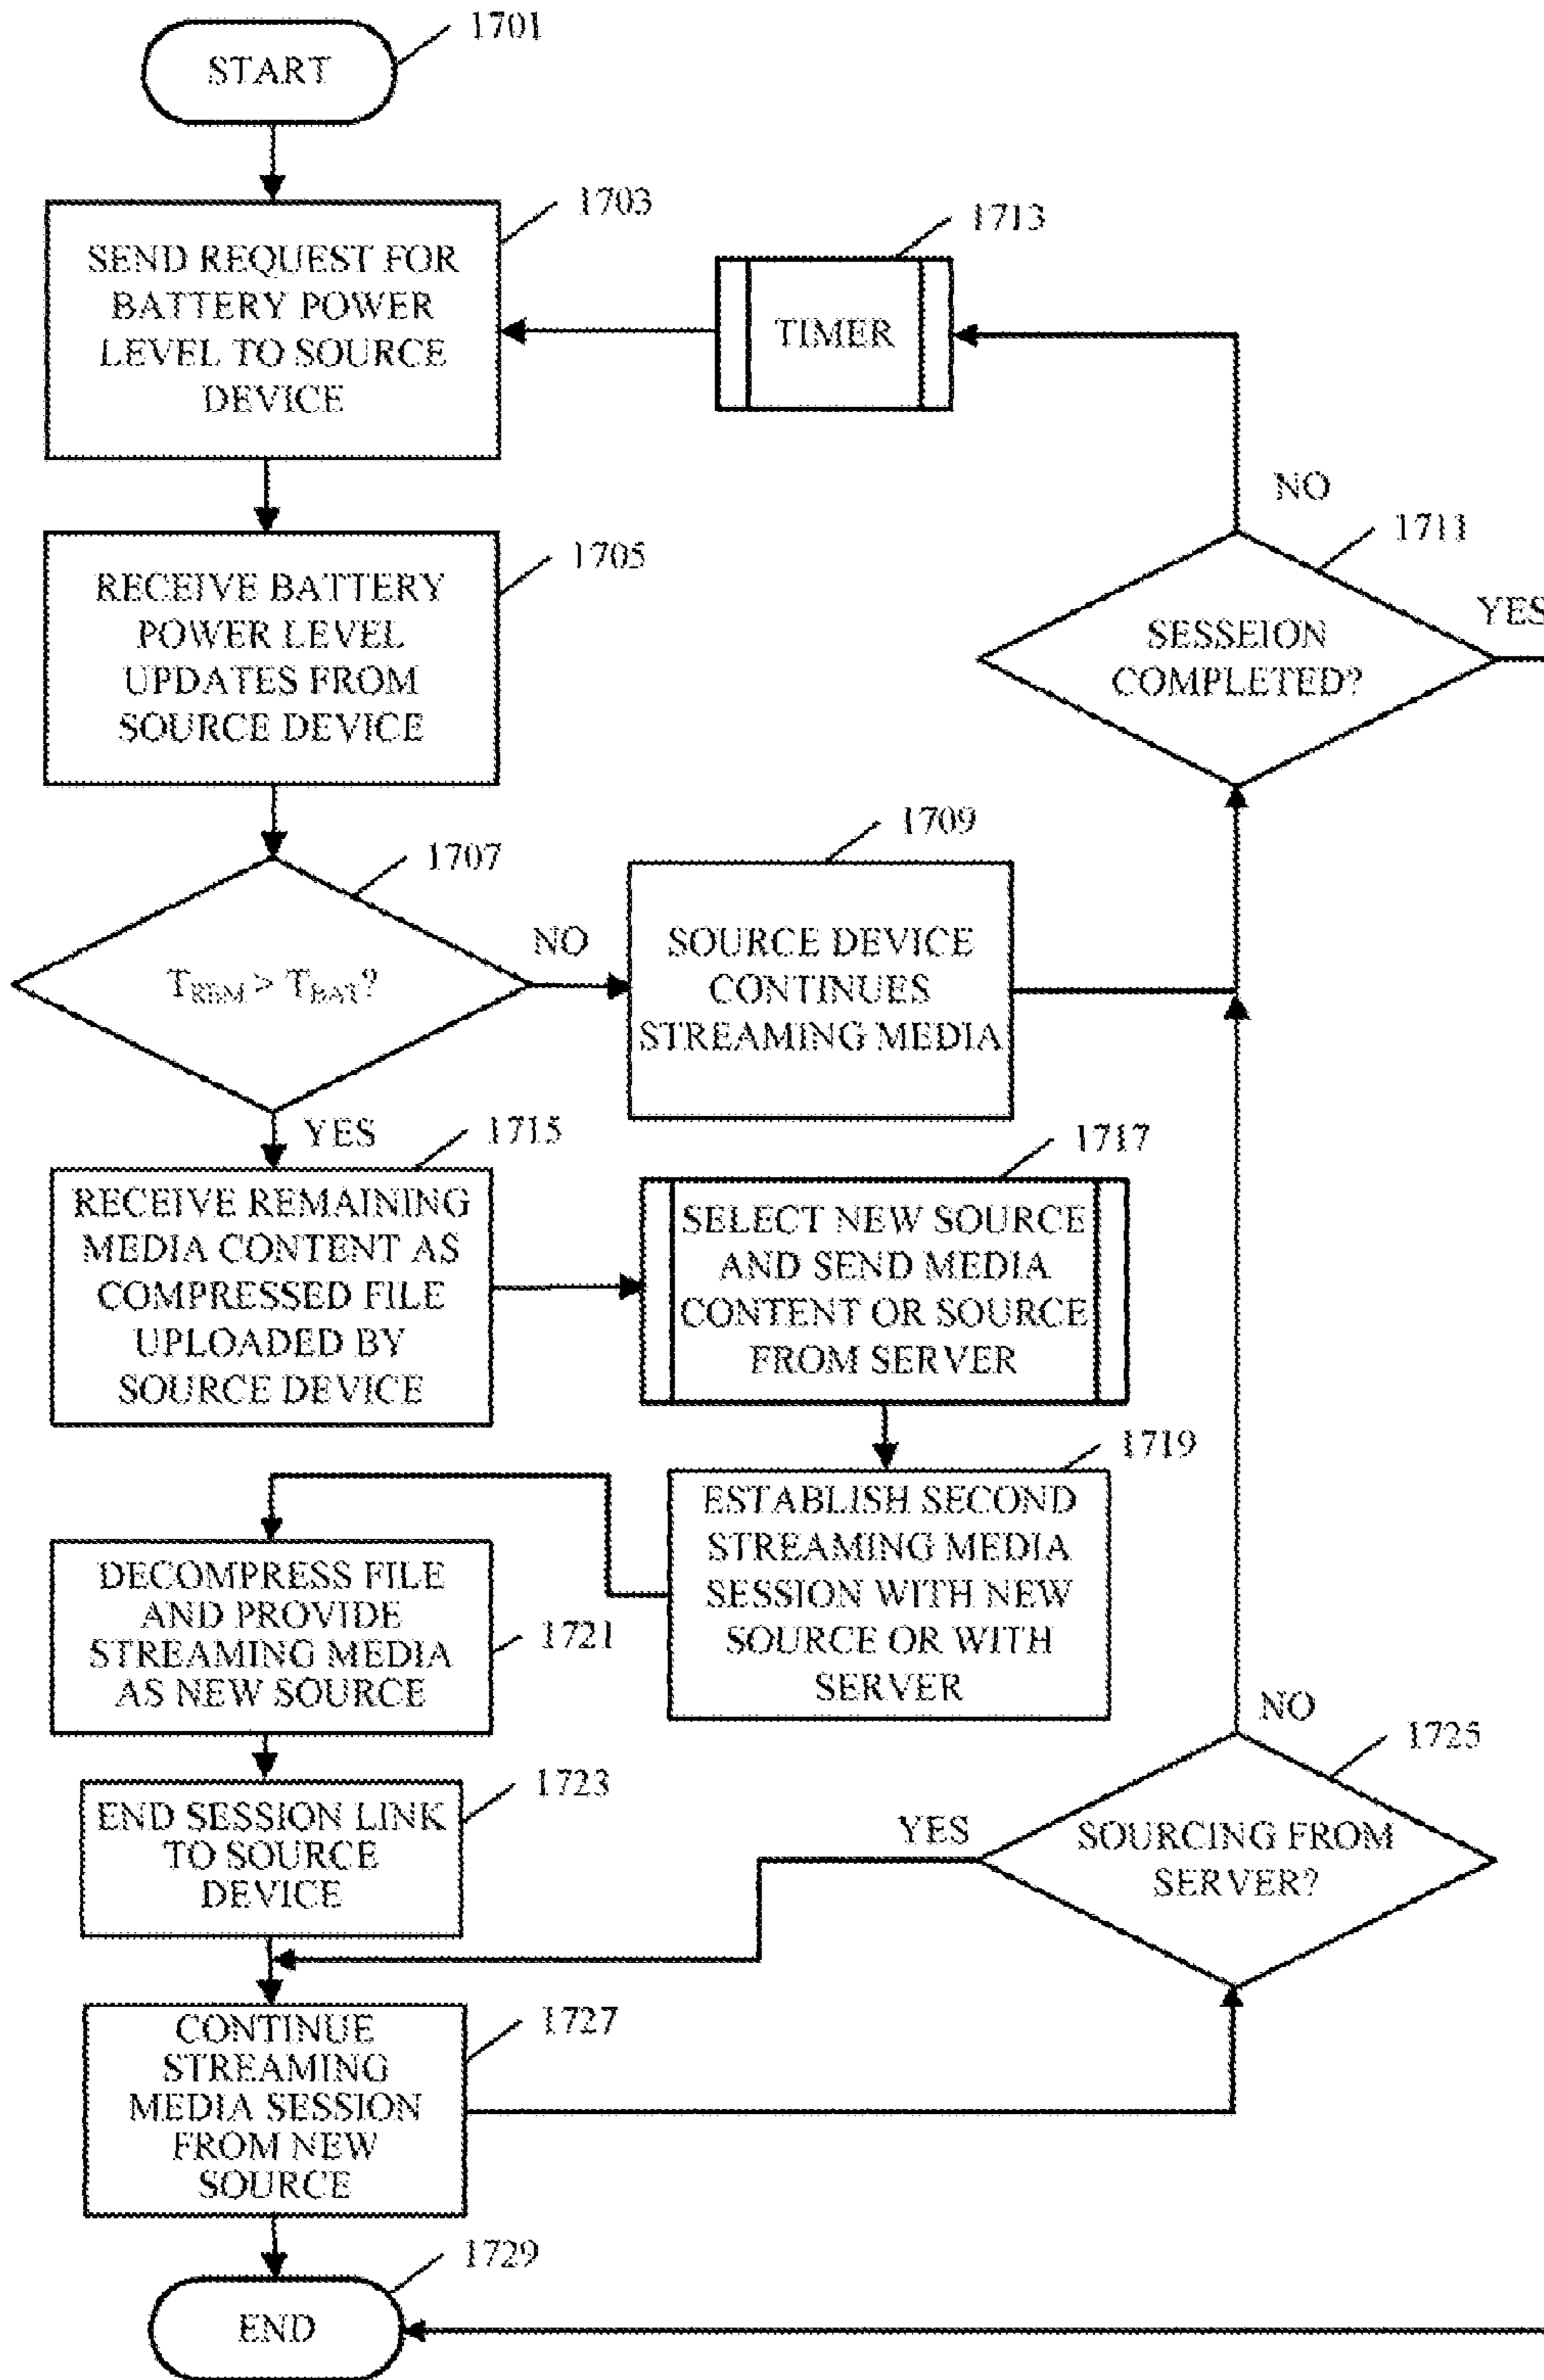 1701
START
1703
SEND REQUEST FOR
BATTERY POWER
LEVEL TO SOURCE
DEVICE
1713
TIMER
NO
1705
RECEIVE BATTERY
POWER LEVEL
UPDATES FROM
SOURCE DEVICE
1711
YES
SESSEION
COMPLETED?
1707
TREM > TBAT?
NO
1709
SOURCE DEVICE
CONTINUES
STREAMING MEDIA
YES
1715
RECEIVE REMAINING
MEDIA CONTENT AS
COMPRESSED FILE
UPLOADED BY
SOURCE DEVICE
1717
SELECT NEW SOURCE
AND SEND MEDIA
CONTENT OR SOURCE
FROM SERVER
1719
ESTABLISH SECOND
STREAMING MEDIA
SESSION WITH NEW
SOURCE OR WITH
SERVER
DECOMPRESS FILE
AND PROVIDE
STREAMING MEDIA
AS NEW SOURCE
1721
1723
END SESSION LINK
TO SOURCE
DEVICE
NO
1725
YES
SOURCING FROM
SERVER?
1727
CONTINUE
STREAMING
MEDIA SESSION
FROM NEW
SOURCE
1729
END